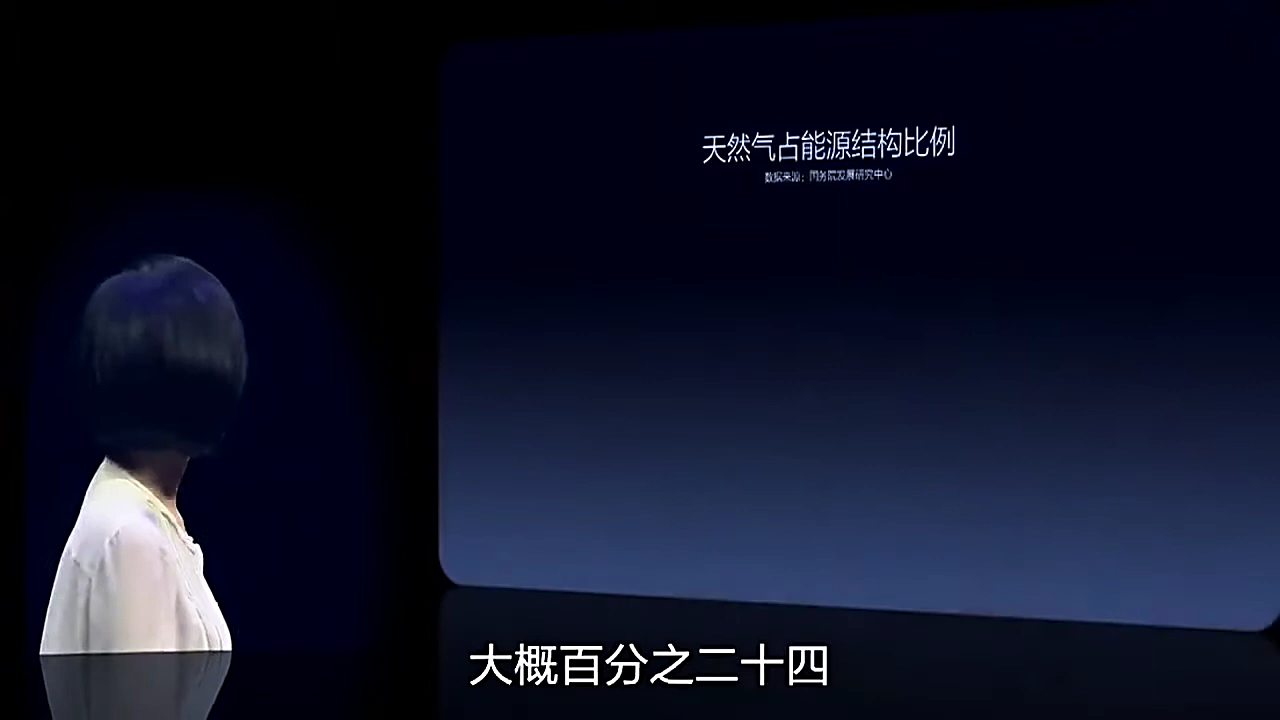 天然气占能源结构比例
数据来源：国务院发展研究中心
大概百分之二十四